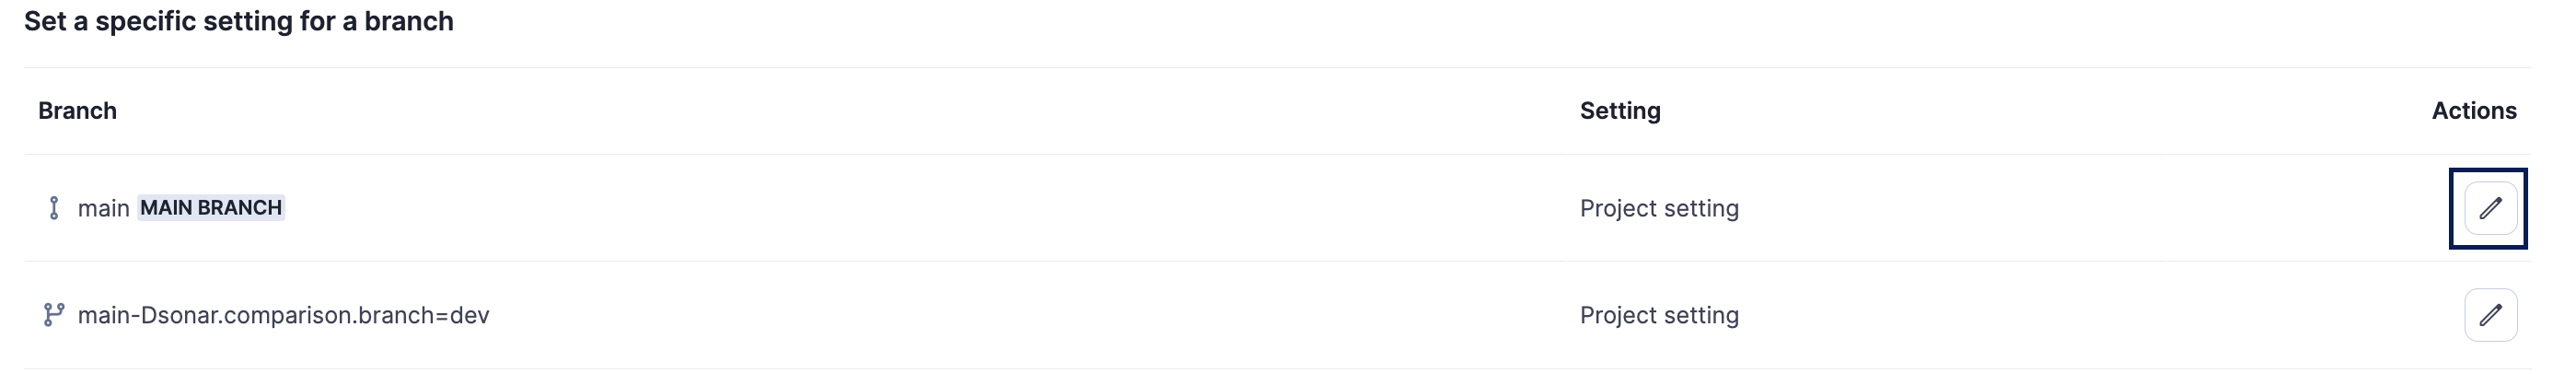 Set a specific setting for a branch
Branch Setting Actions
main MAIN BRANCH Project setting
main-Dsonar.comparison.branch=dev Project setting